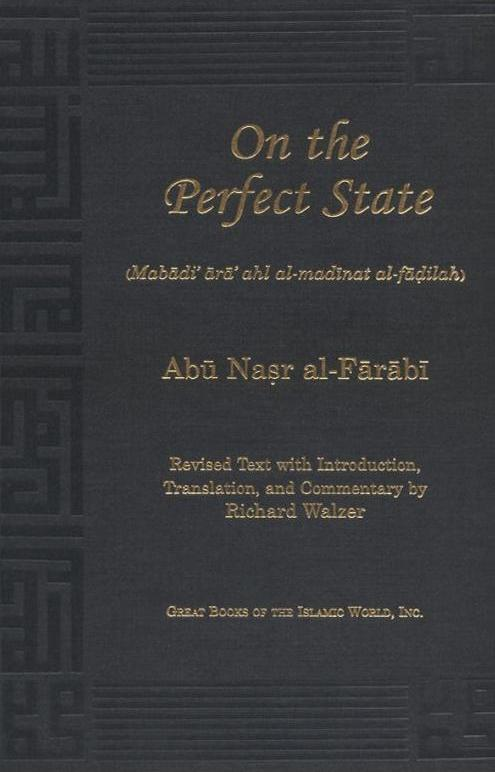 On the
Perfect State
(Mabādi’ ārā’ ahl al-madīnat al-fāḍilah)
Abū Naṣr al-Fārābī
Revised Text with Introduction,
Translation, and Commentary by
Richard Walzer
Great Books of the Islamic World, Inc.